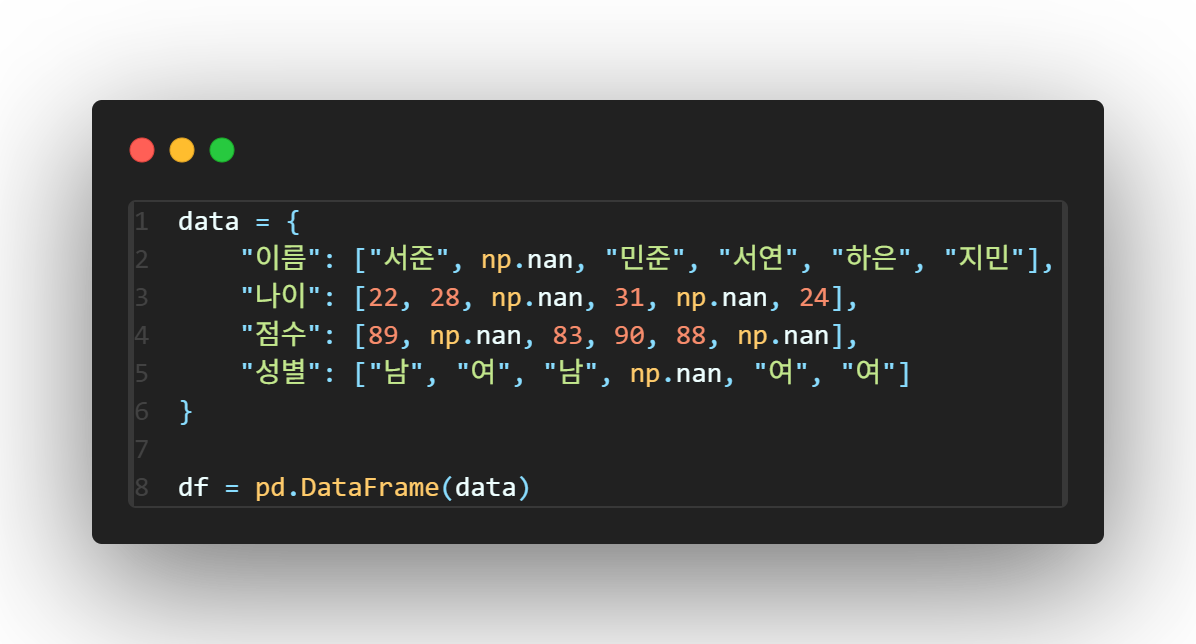 1 data = {
2     "이름": ["서준", np.nan, "민준", "서연", "하은", "지민"],
3     "나이": [22, 28, np.nan, 31, np.nan, 24],
4     "점수": [89, np.nan, 83, 90, 88, np.nan],
5     "성별": ["남", "여", "남", np.nan, "여", "여"]
6 }
7
8 df = pd.DataFrame(data)